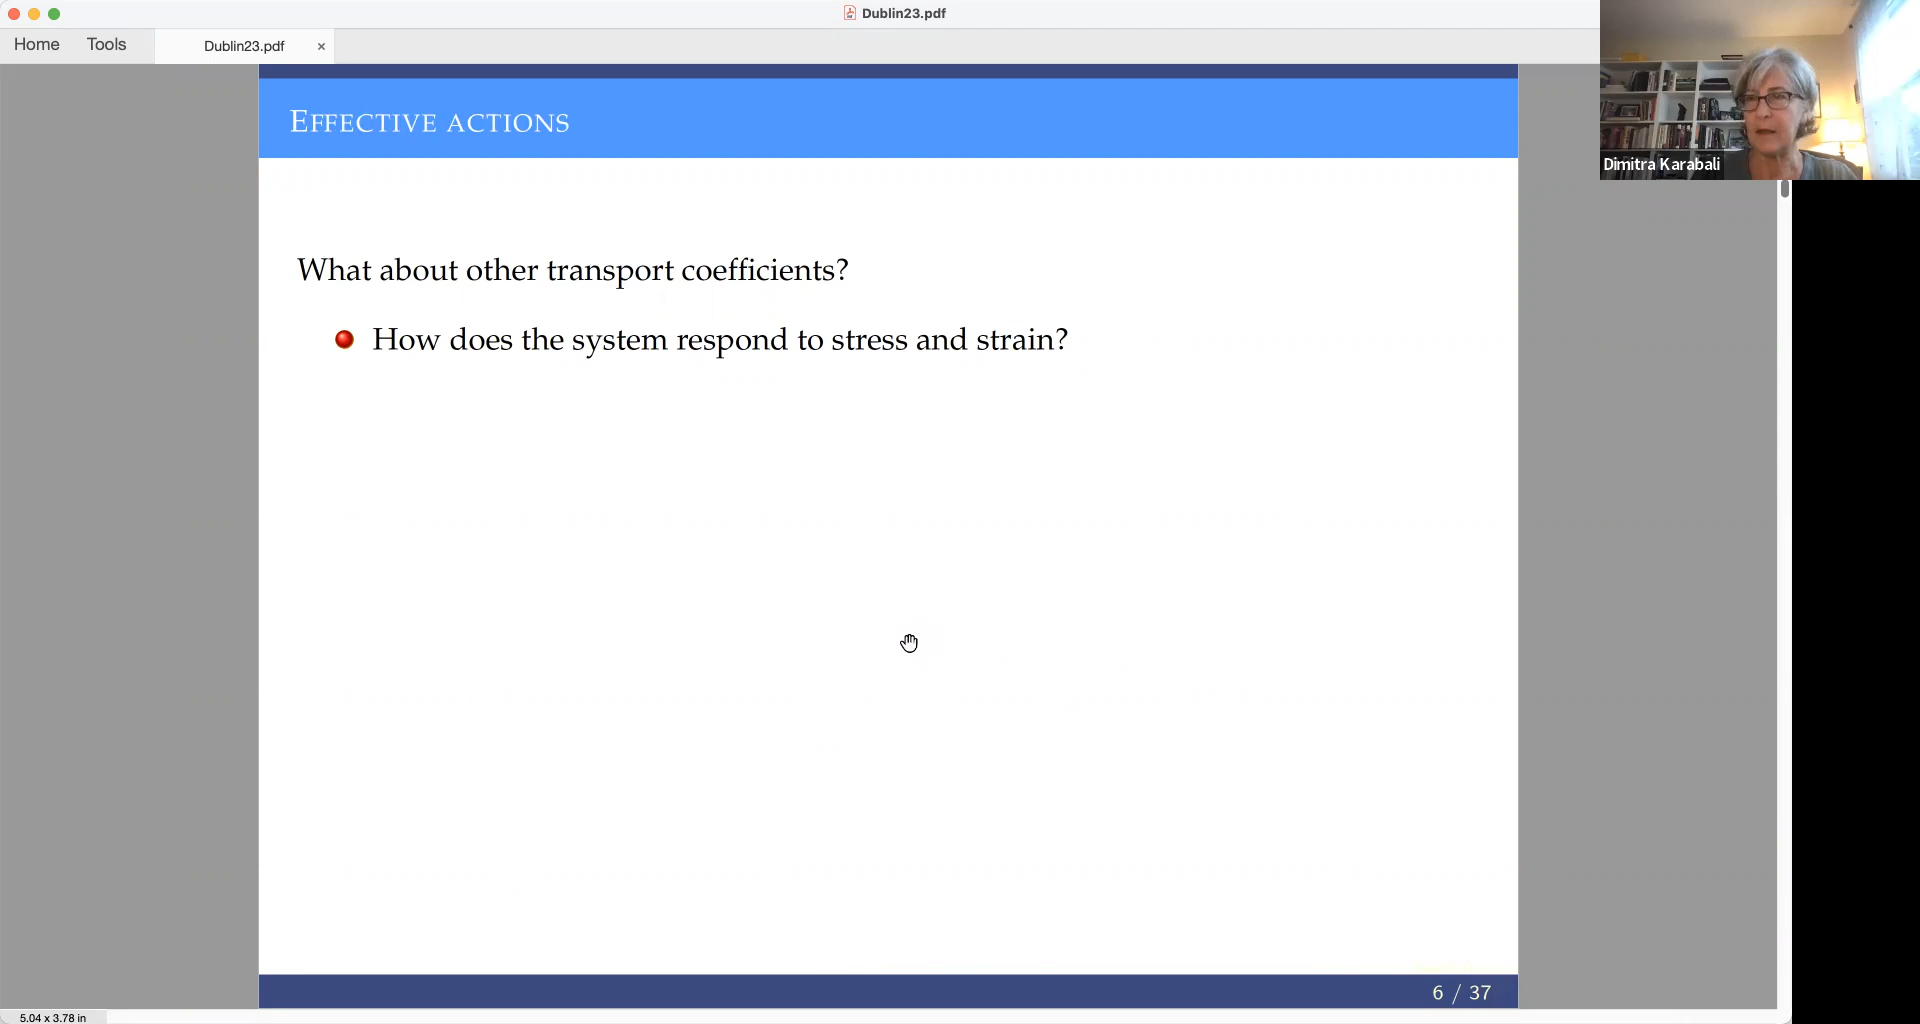 Dublin23.pdf
Home Tools Dublin23.pdf ×
EFFECTIVE ACTIONS
Dimitra Karabali
What about other transport coefficients?
How does the system respond to stress and strain?
6 / 37
5.04 x 3.78 in